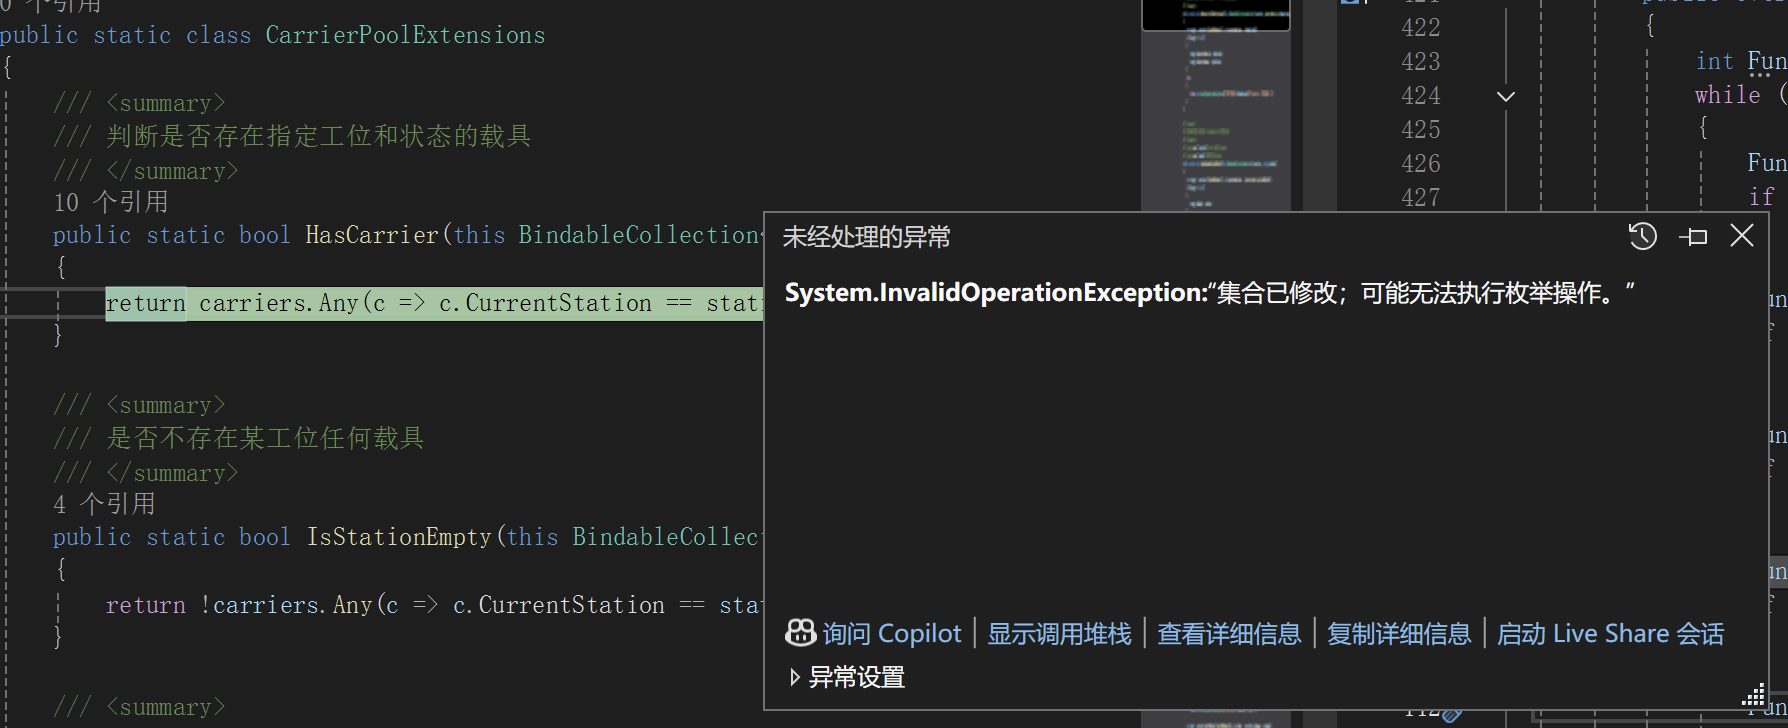 0 个引用
public static class CarrierPoolExtensions
{
/// <summary>
/// 判断是否存在指定工位和状态的载具
/// </summary>
10 个引用
public static bool HasCarrier(this BindableCollection<
{
return carriers.Any(c => c.CurrentStation == stati
}
/// <summary>
/// 是否不存在某工位任何载具
/// </summary>
4 个引用
public static bool IsStationEmpty(this BindableCollec
{
return !carriers.Any(c => c.CurrentStation == stat
}
/// <summary>
422 {
423 int Fun
424 while (
425 {
426 Fun
427 if
未经处理的异常
System.InvalidOperationException:“集合已修改；可能无法执行枚举操作。”
询问 Copilot | 显示调用堆栈 | 查看详细信息 | 复制详细信息 | 启动 Live Share 会话
异常设置